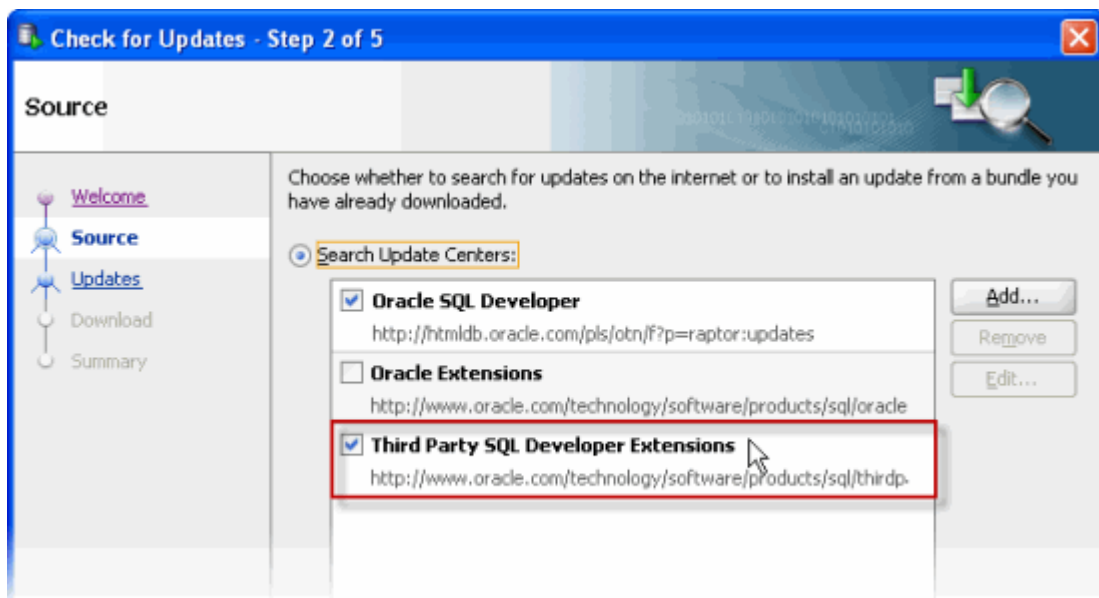 Check for Updates - Step 2 of 5
Source
Welcome
Source
Updates
Download
Summary
Choose whether to search for updates on the internet or to install an update from a bundle you
have already downloaded.
Search Update Centers:
Oracle SQL Developer
http://htmldb.oracle.com/pls/otn/f?p=raptor:updates
Oracle Extensions
http://www.oracle.com/technology/software/products/sql/oracle
Third Party SQL Developer Extensions
http://www.oracle.com/technology/software/products/sql/thirdp
Add...
Remove
Edit...